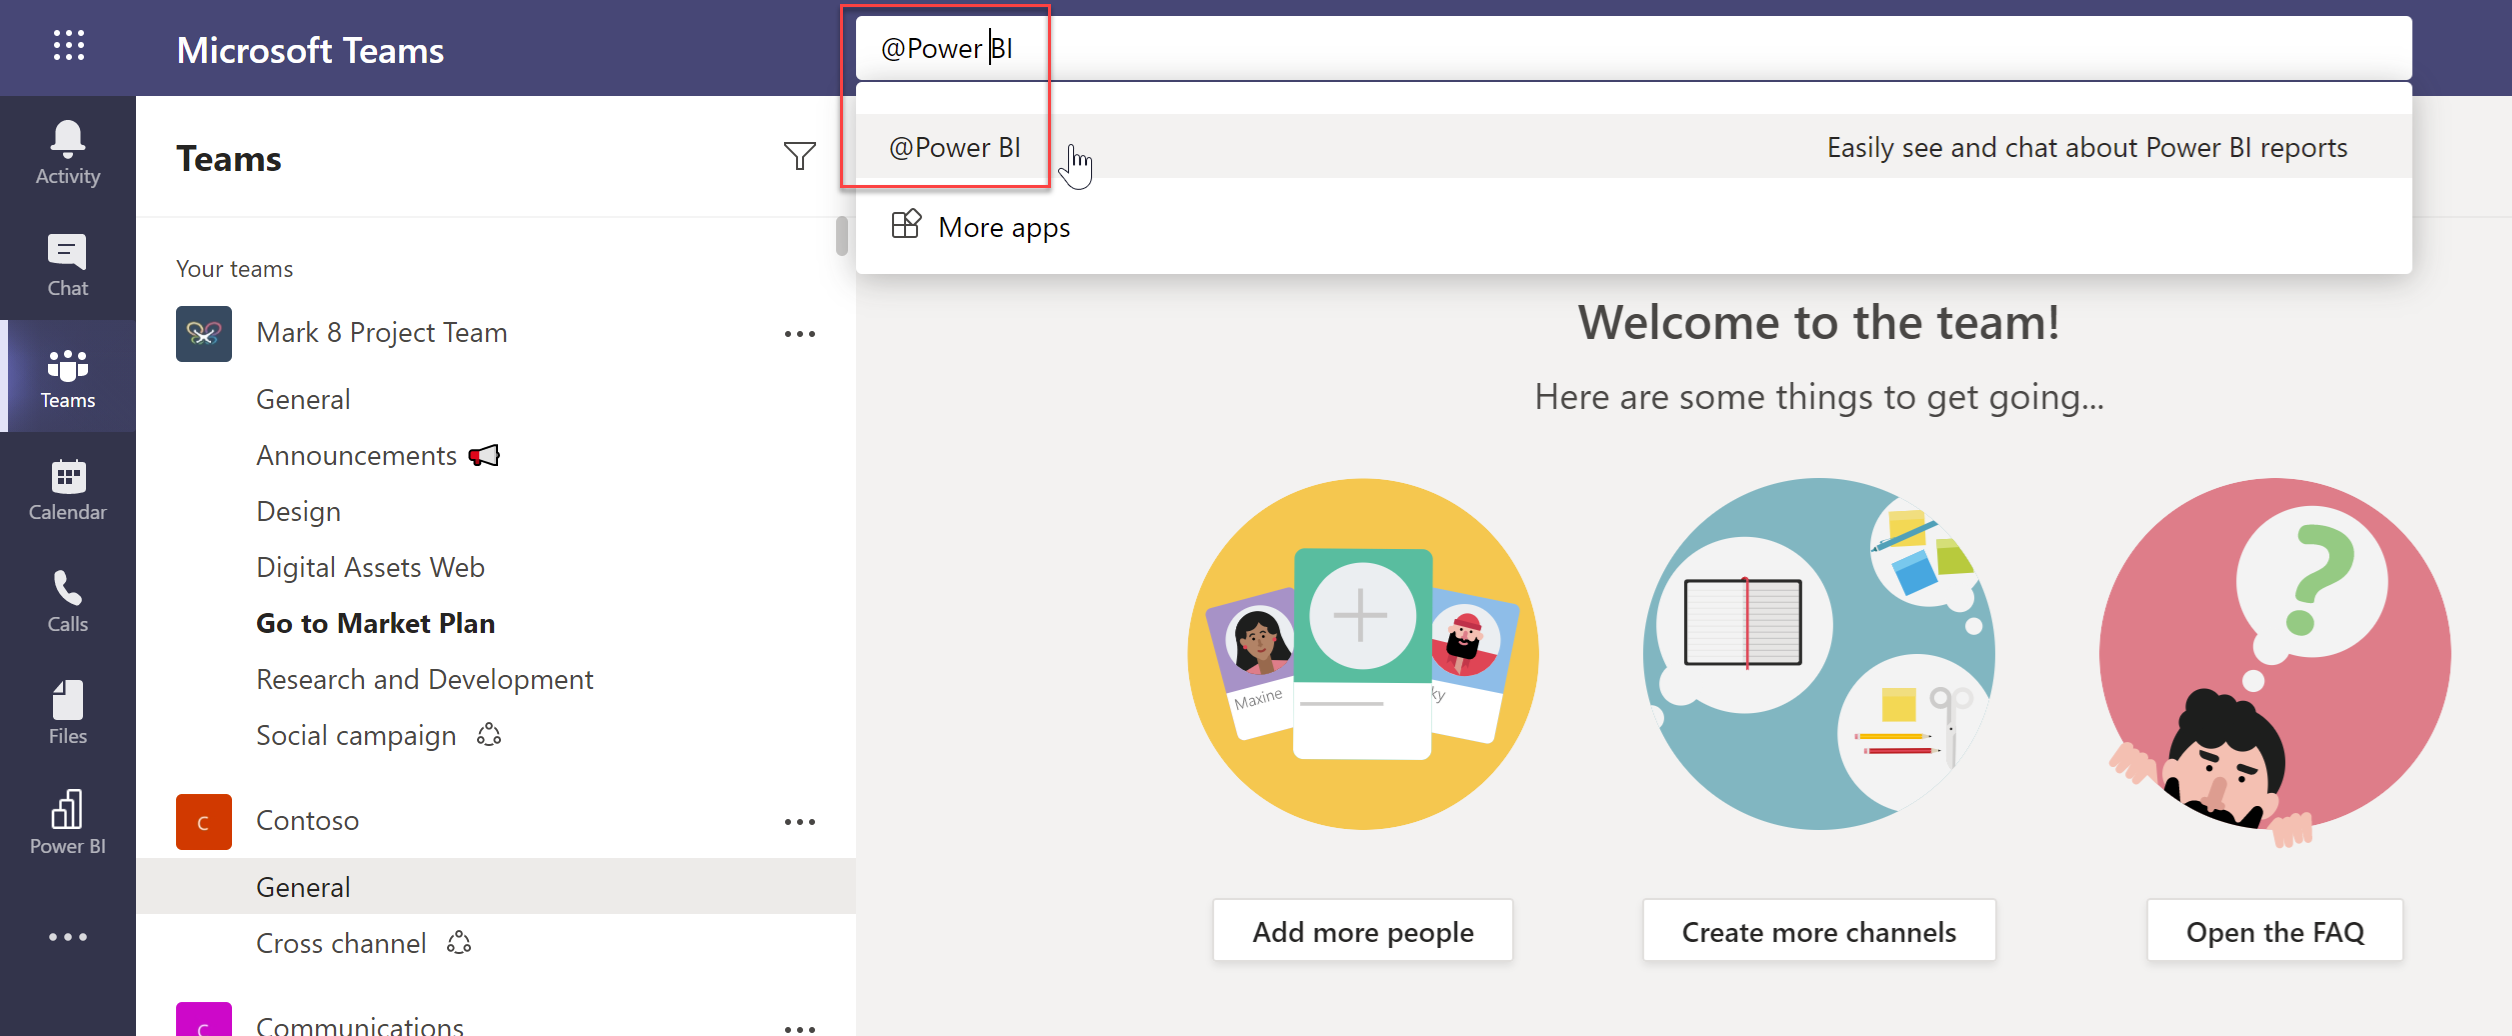 Microsoft Teams
@Power BI
@Power BI
Easily see and chat about Power BI reports
More apps
Activity
Chat
Teams
Calendar
Calls
Files
Power BI
Teams
Your teams
Mark 8 Project Team
General
Announcements
Design
Digital Assets Web
Go to Market Plan
Research and Development
Social campaign
C
Contoso
General
Cross channel
C
Communications
Welcome to the team!
Here are some things to get going...
Maxine
ky
?
Add more people
Create more channels
Open the FAQ